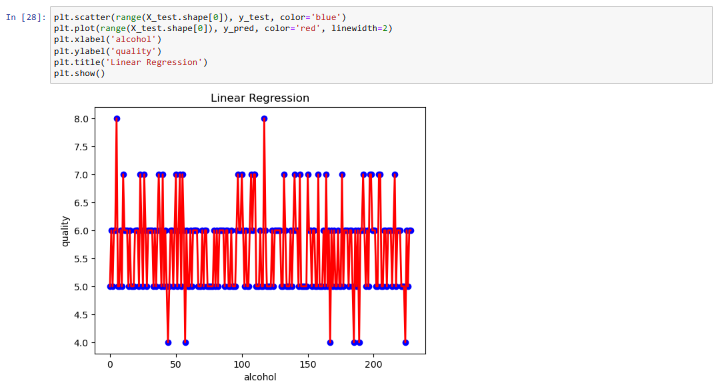 In [28]: plt.scatter(range(X_test.shape[0]), y_test, color='blue')
plt.plot(range(X_test.shape[0]), y_pred, color='red', linewidth=2)
plt.xlabel('alcohol')
plt.ylabel('quality')
plt.title('Linear Regression')
plt.show()
Linear Regression
8.0
7.5
7.0
6.5
6.0
5.5
5.0
4.5
4.0
quality
0 50 100 150 200
alcohol